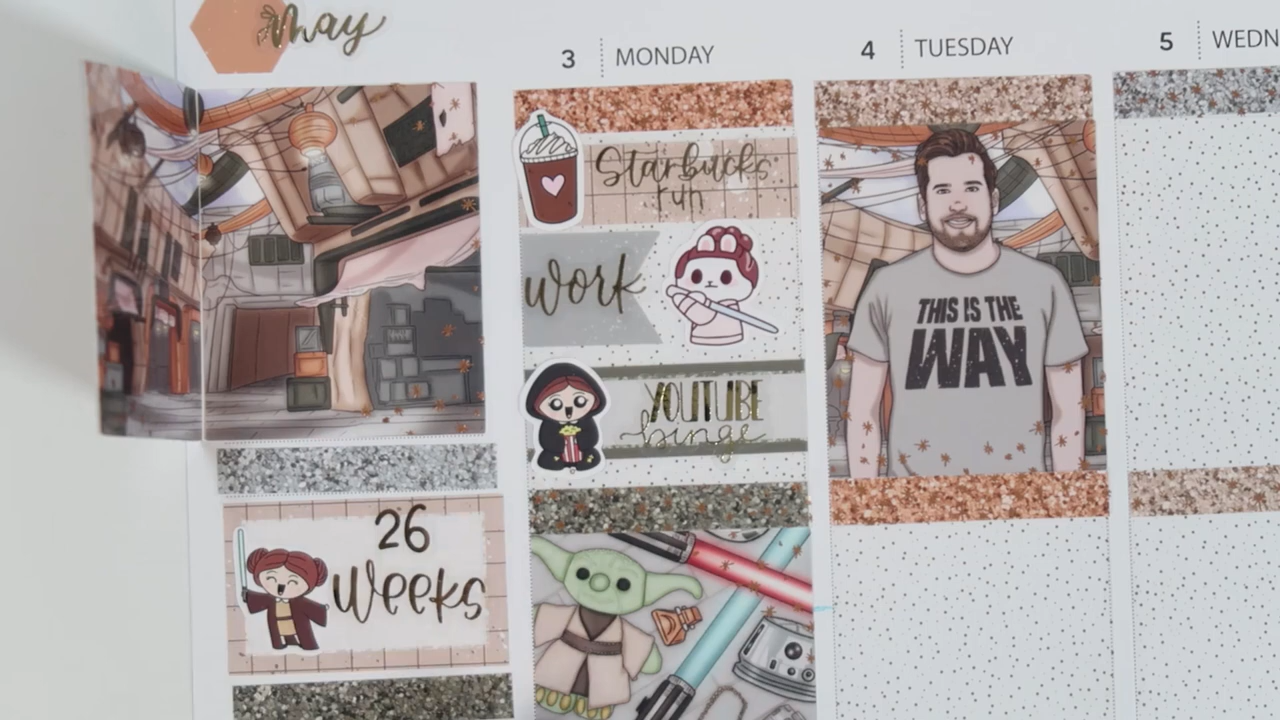 May
3 MONDAY
4 TUESDAY
5 WEDN
Starbucks
run
work
YOUTUBE
binge
THIS IS THE
WAY
26
Weeks